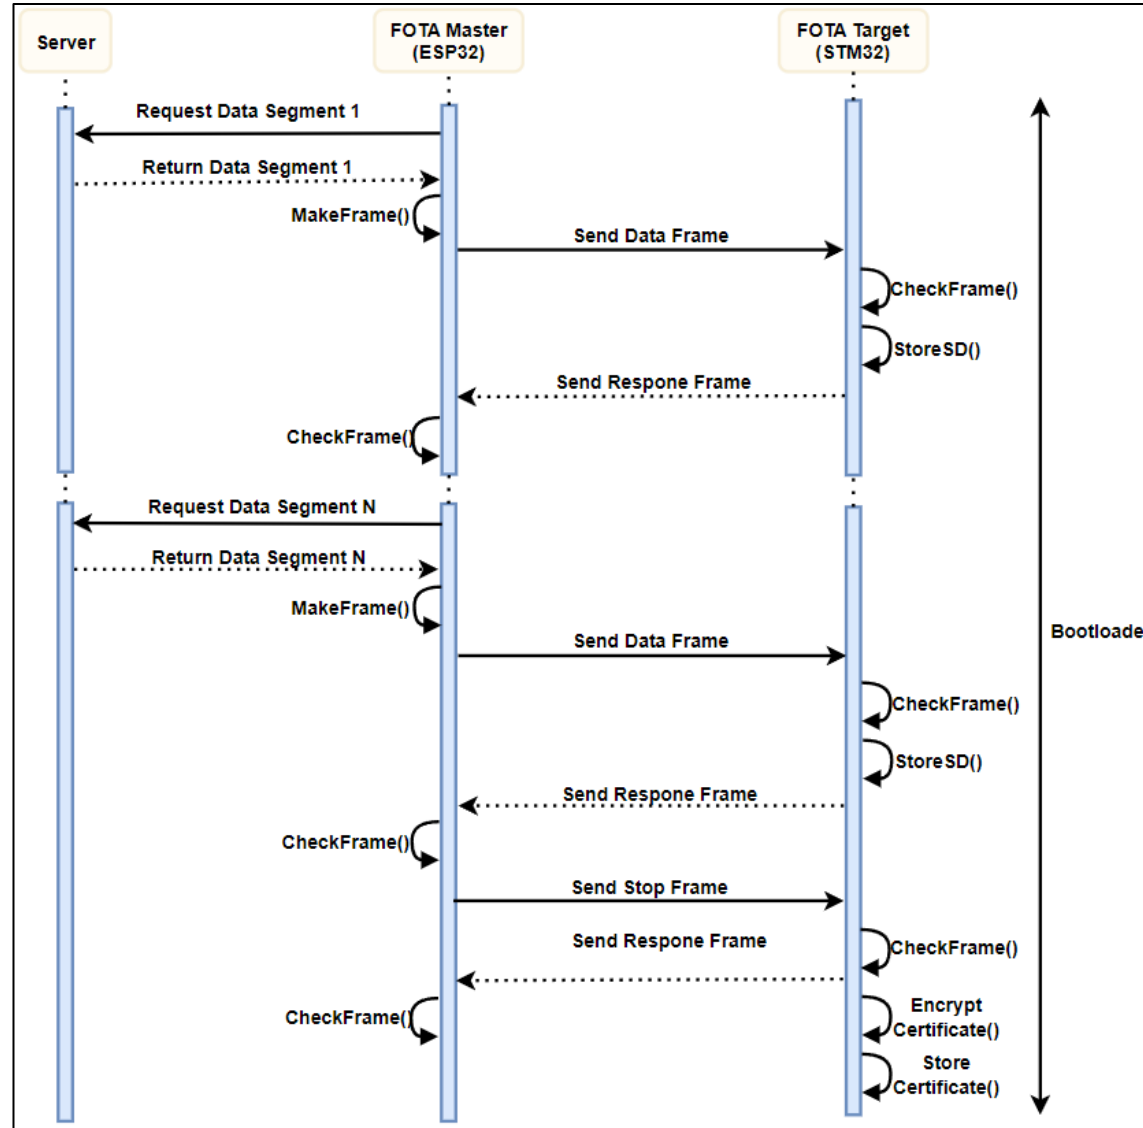 Server
FOTA Master
(ESP32)
FOTA Target
(STM32)
Request Data Segment 1
Return Data Segment 1
MakeFrame()
Send Data Frame
CheckFrame()
StoreSD()
Send Respone Frame
CheckFrame()
Request Data Segment N
Return Data Segment N
MakeFrame()
Bootloade
Send Data Frame
CheckFrame()
StoreSD()
Send Respone Frame
CheckFrame()
Send Stop Frame
Send Respone Frame
CheckFrame()
CheckFrame()
Encrypt
Certificate()
Store
Certificate()